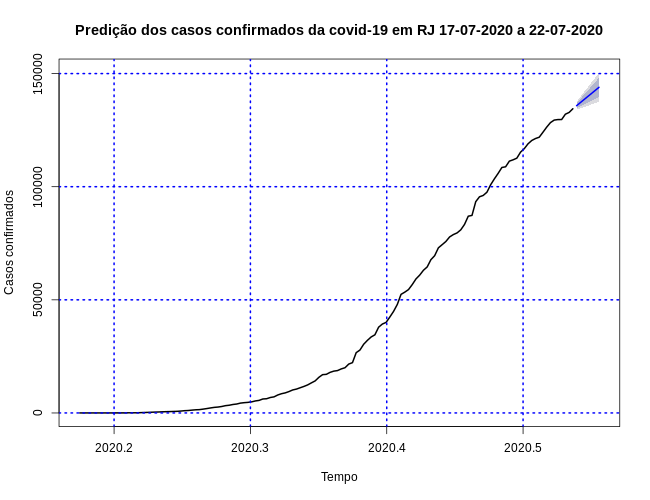 Predição dos casos confirmados da covid-19 em RJ 17-07-2020 a 22-07-2020
Casos confirmados
150000
100000
50000
0
2020.2 2020.3 2020.4 2020.5
Tempo